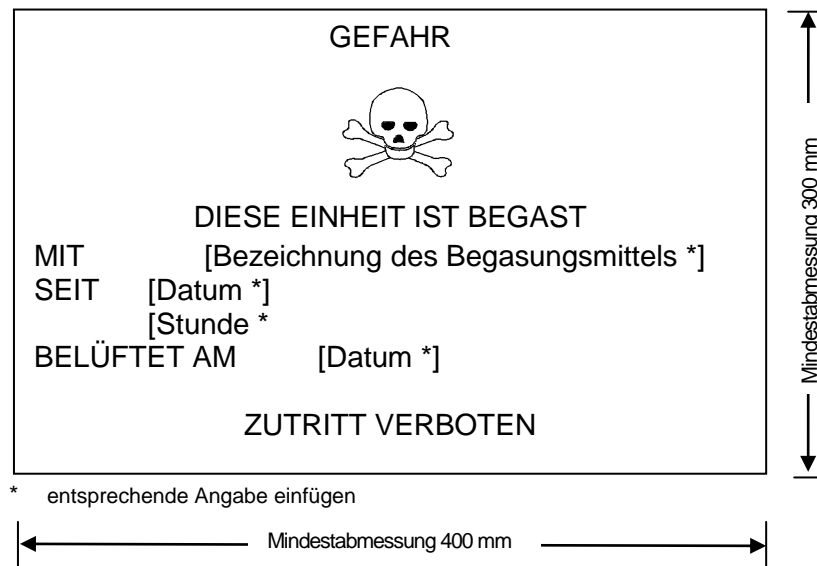 GEFAHR
DIESE EINHEIT IST BEGAST
MIT [Bezeichnung des Begasungsmittels *]
SEIT [Datum *]
[Stunde *
BELÜFTET AM [Datum *]
ZUTRITT VERBOTEN
* entsprechende Angabe einfügen
Mindestabmessung 400 mm
Mindestabmessung 300 mm